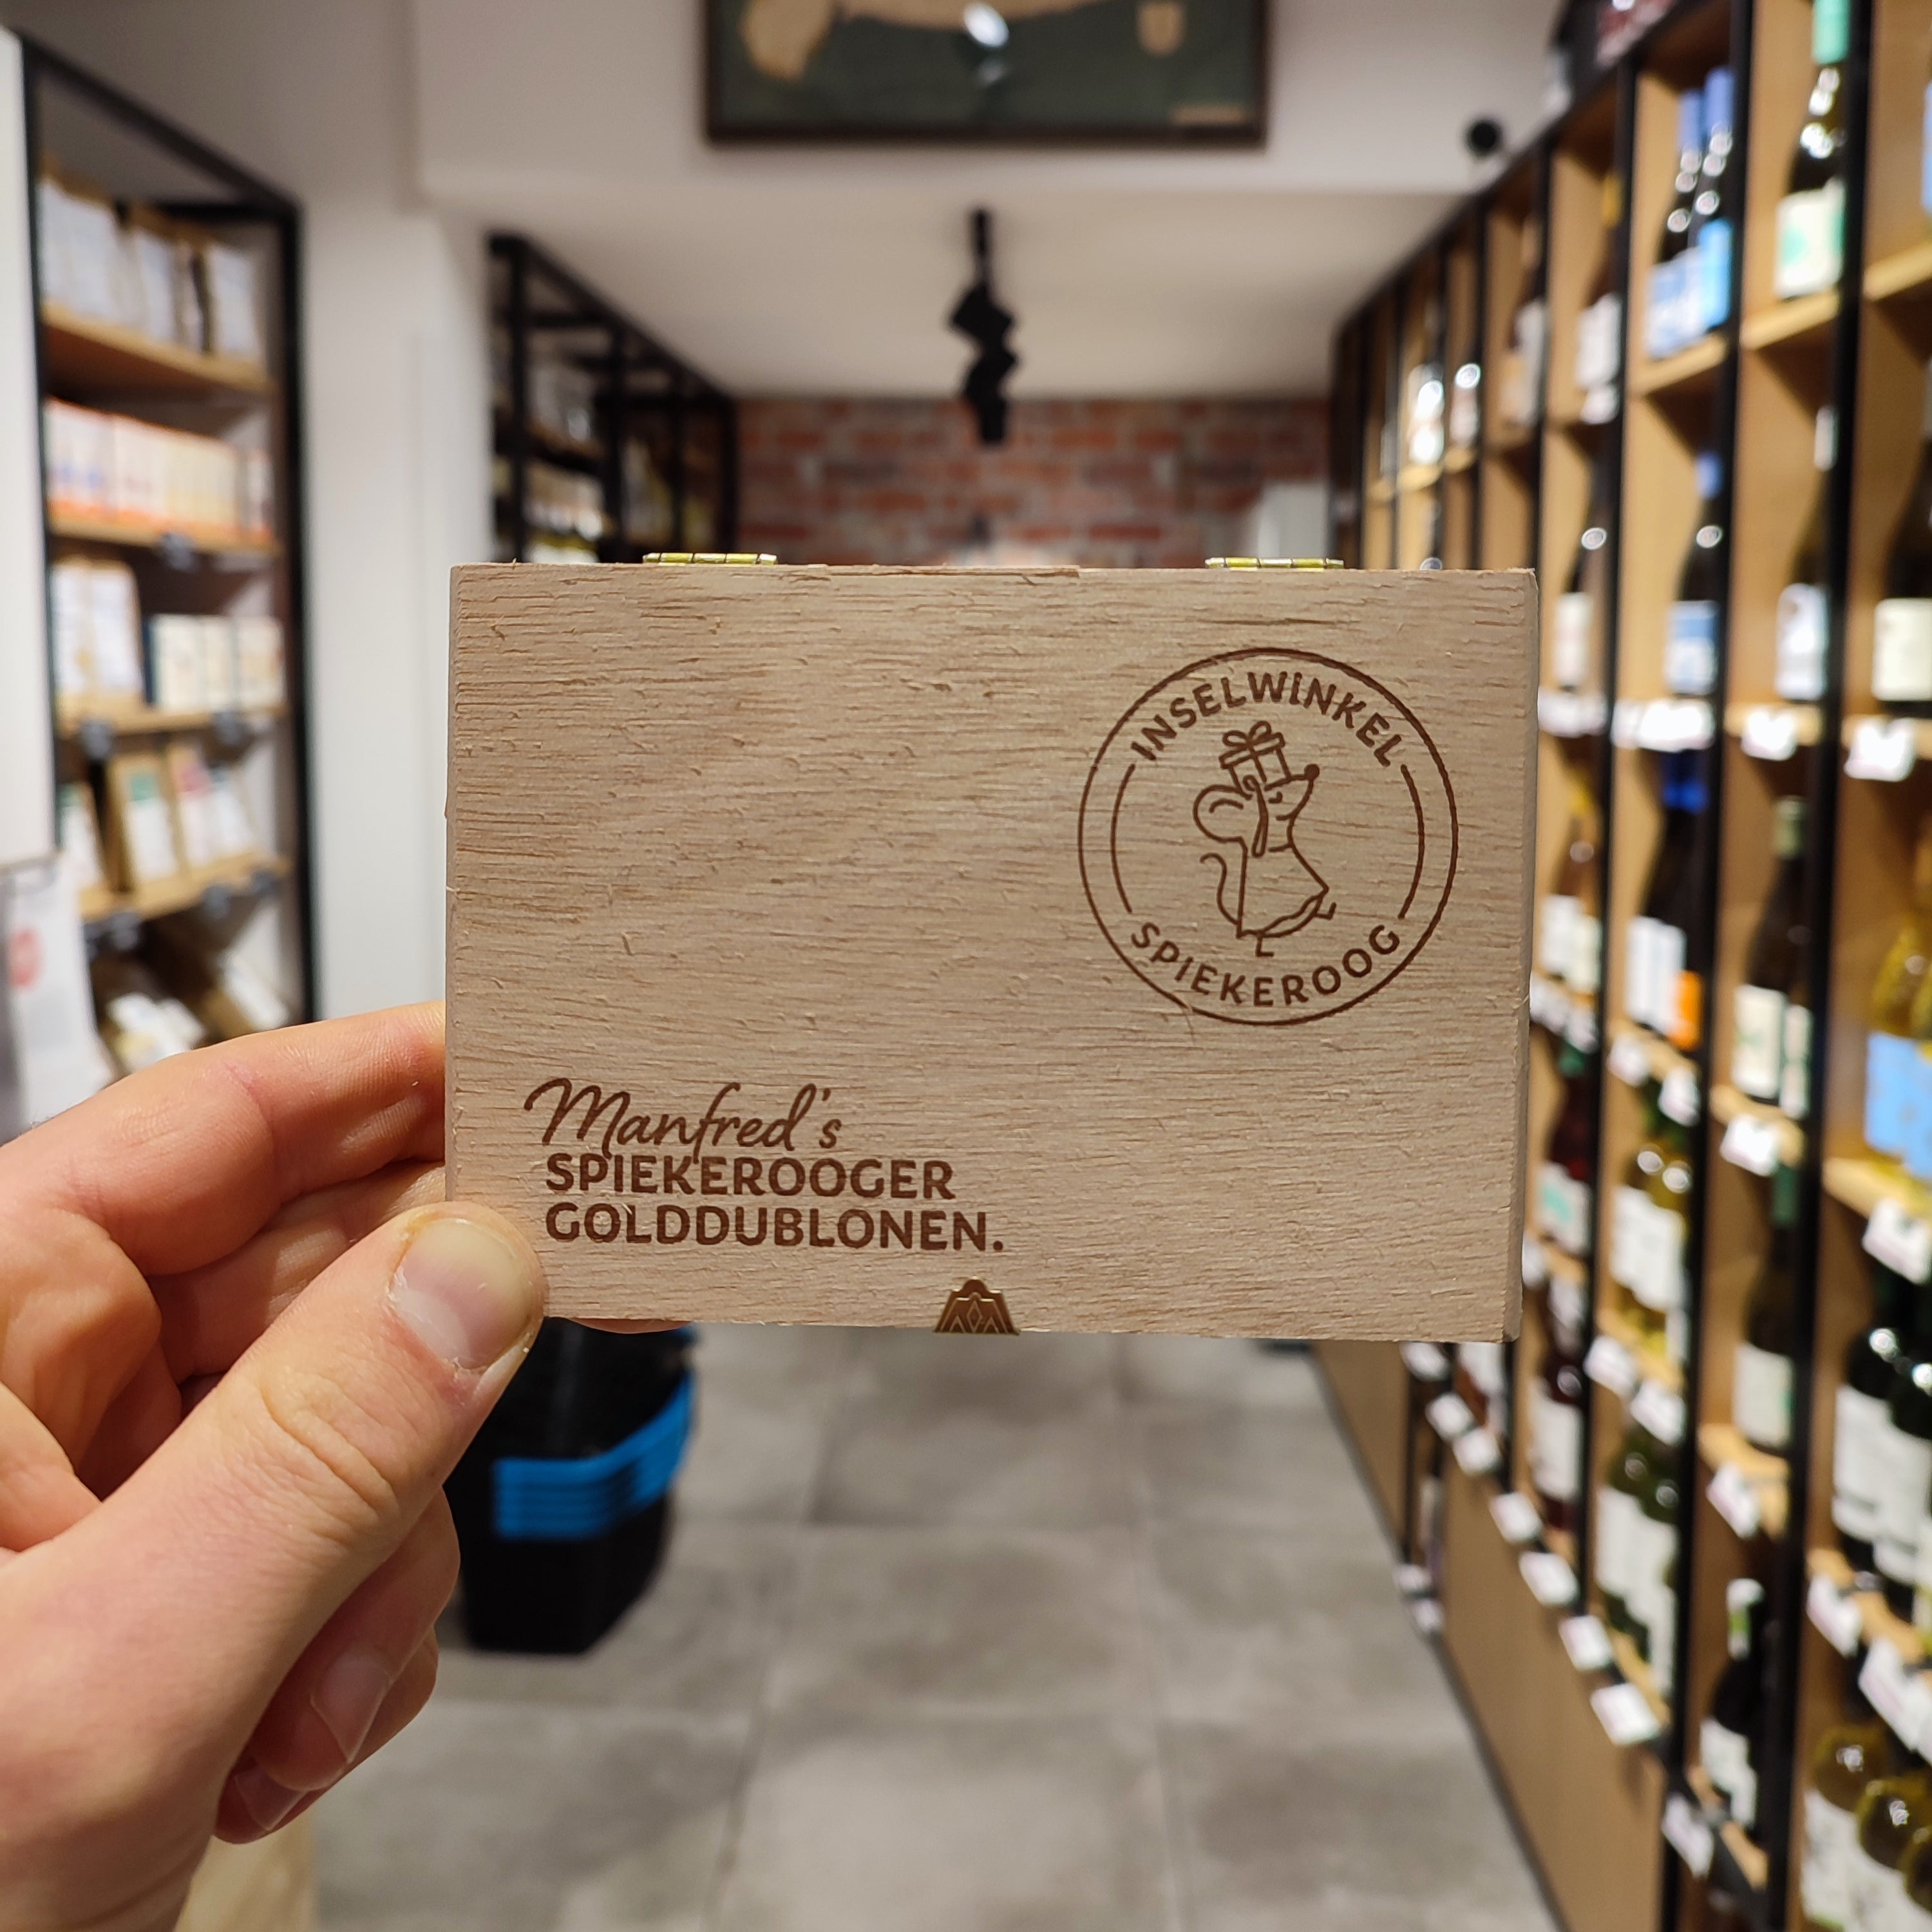 INSELWINKEL
SPIEKEROOG
Manfred's
SPIEKEROOGER
GOLDDUBLONEN.